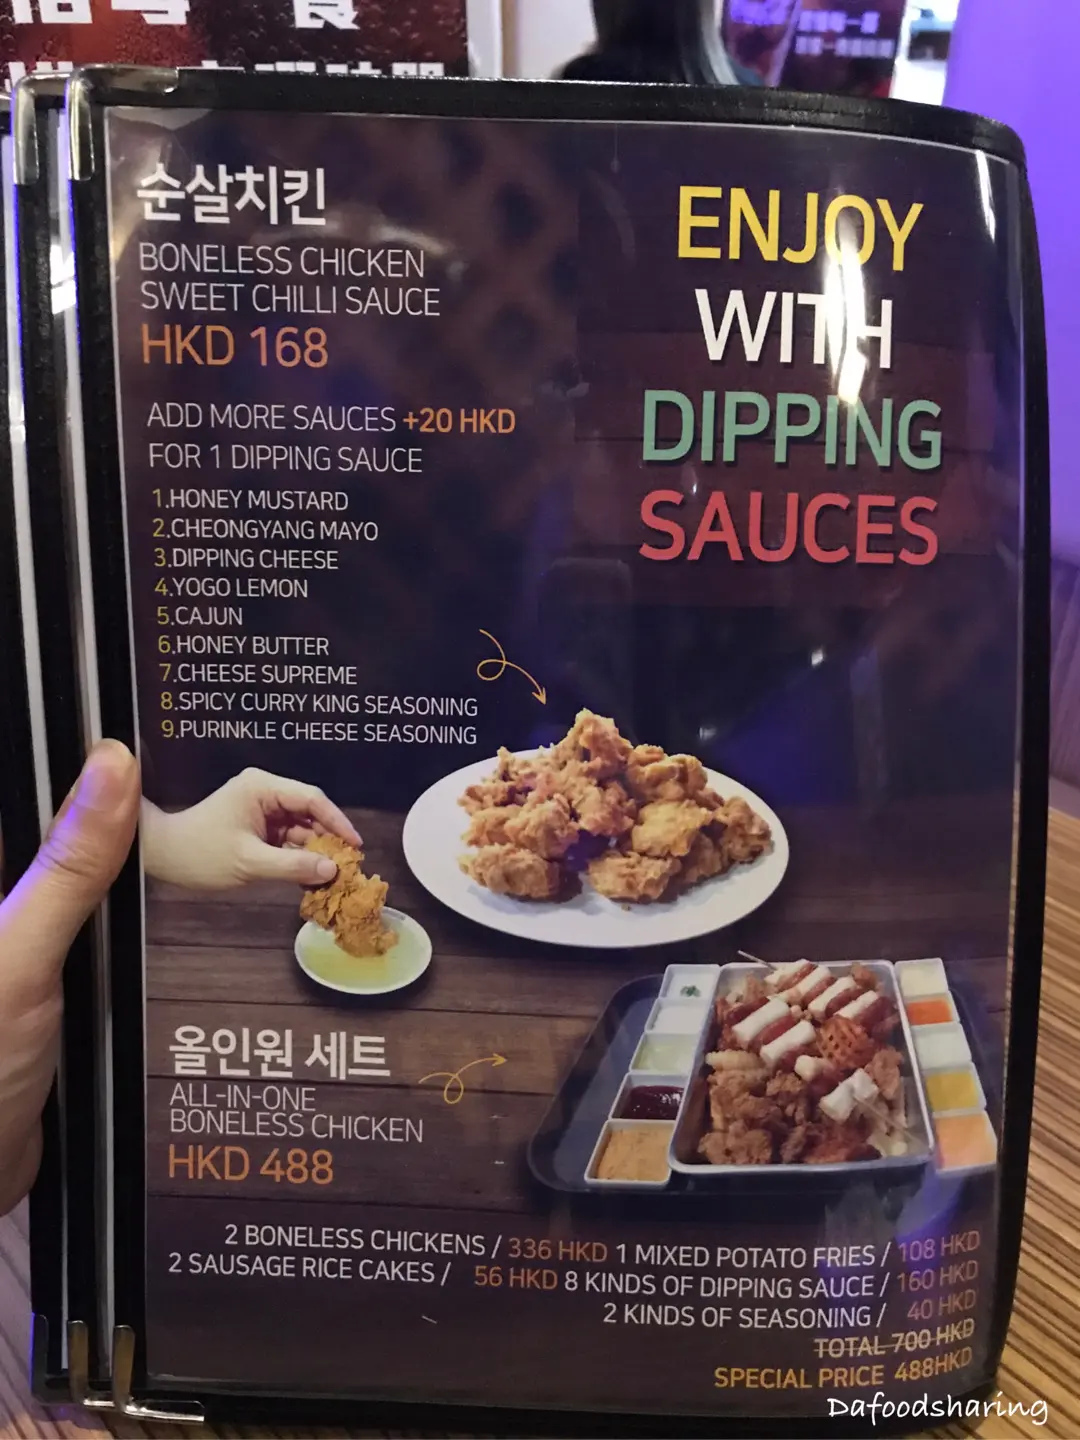 순살치킨
BONELESS CHICKEN
SWEET CHILLI SAUCE
HKD 168
ADD MORE SAUCES +20 HKD
FOR 1 DIPPING SAUCE
1.HONEY MUSTARD
2.CHEONGYANG MAYO
3.DIPPING CHEESE
4.YOGO LEMON
5.CAJUN
6.HONEY BUTTER
7.CHEESE SUPREME
8.SPICY CURRY KING SEASONING
9.PURINKLE CHEESE SEASONING
ENJOY
WITH
DIPPING
SAUCES
올인원 세트
ALL-IN-ONE
BONELESS CHICKEN
HKD 488
2 BONELESS CHICKENS / 336 HKD 1 MIXED POTATO FRIES / 108 HKD
2 SAUSAGE RICE CAKES / 56 HKD 8 KINDS OF DIPPING SAUCE / 160 HKD
2 KINDS OF SEASONING / 40 HKD
TOTAL 700 HKD
SPECIAL PRICE 488HKD
Dafoodsharing